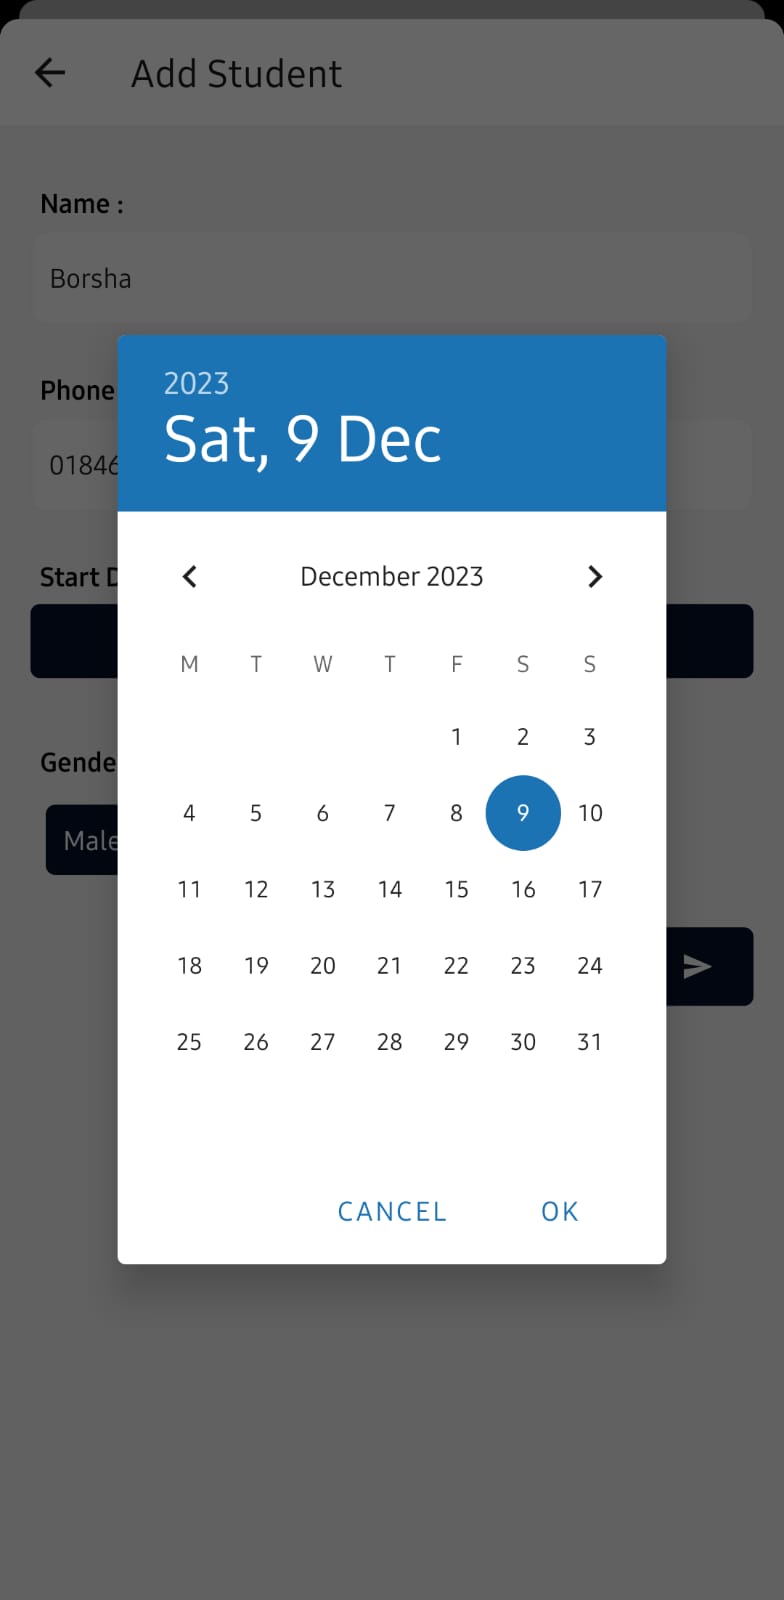 Add Student
Name :
Borsha
Phone
01846
2023
Sat, 9 Dec
Start
December 2023
M T W T F S S
1 2 3
Gende
4 5 6 7 8 9 10
Male
11 12 13 14 15 16 17
18 19 20 21 22 23 24
25 26 27 28 29 30 31
CANCEL OK